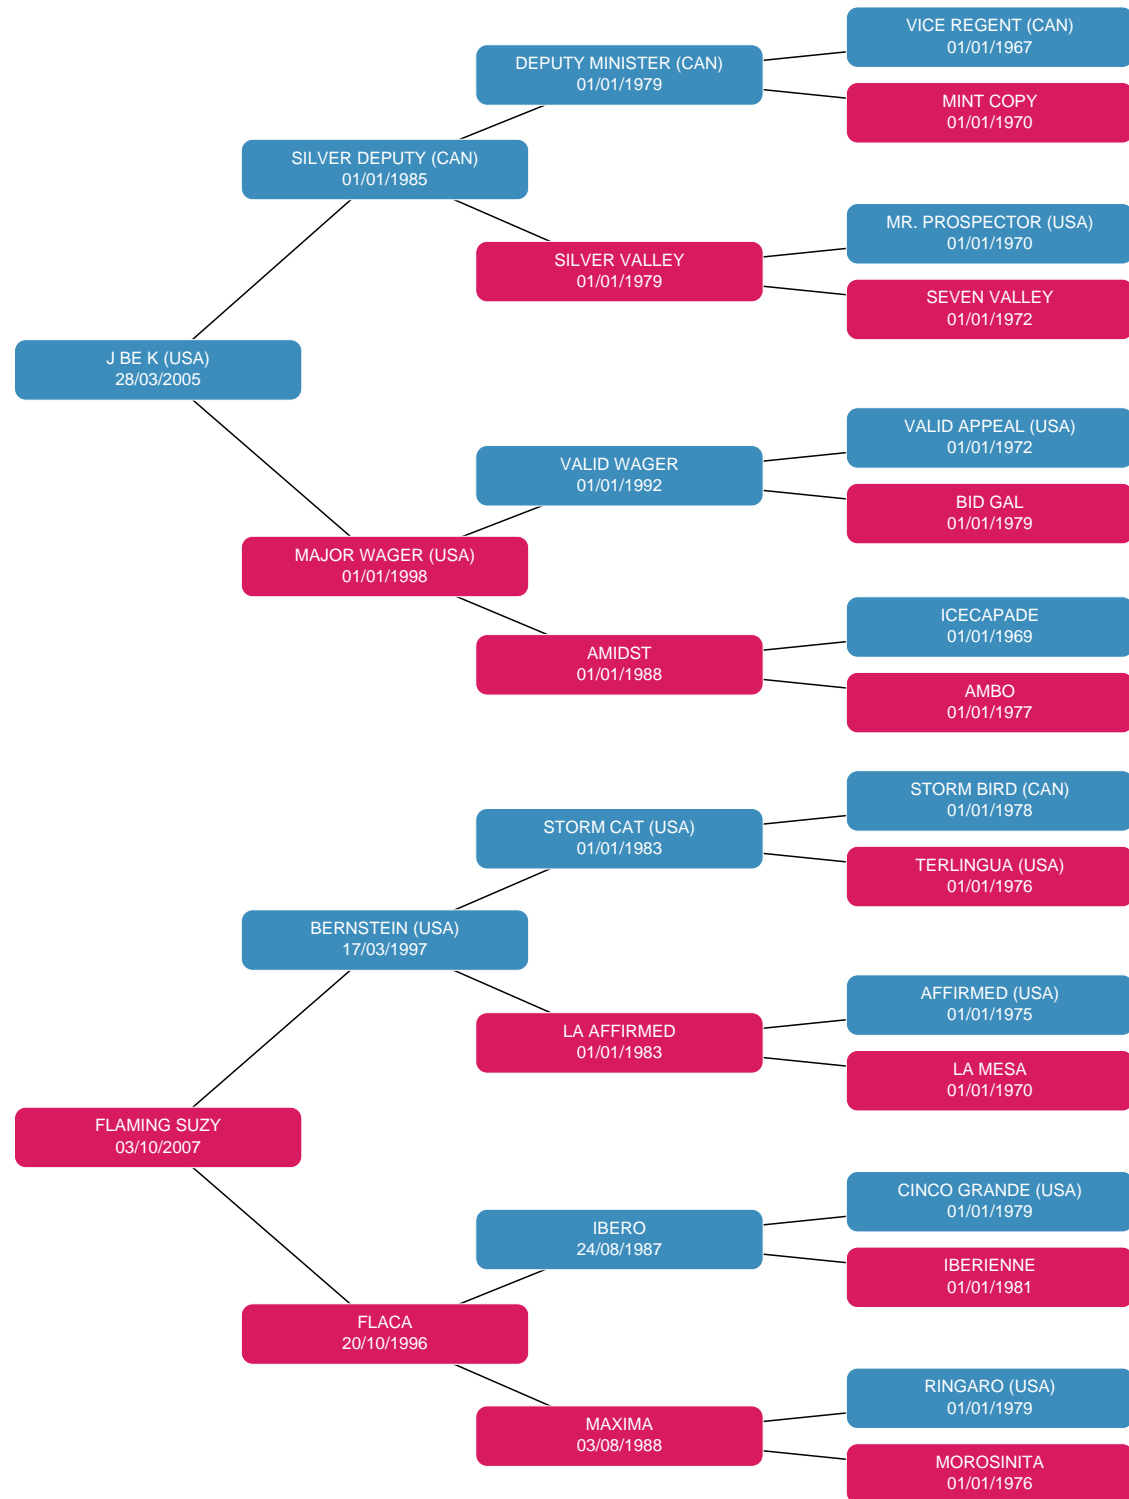 VICE REGENT (CAN)
01/01/1967
DEPUTY MINISTER (CAN)
01/01/1979
MINT COPY
01/01/1970
SILVER DEPUTY (CAN)
01/01/1985
MR. PROSPECTOR (USA)
01/01/1970
SILVER VALLEY
01/01/1979
SEVEN VALLEY
01/01/1972
J BE K (USA)
28/03/2005
VALID APPEAL (USA)
01/01/1972
VALID WAGER
01/01/1992
BID GAL
01/01/1979
MAJOR WAGER (USA)
01/01/1998
ICECAPADE
01/01/1969
AMIDST
01/01/1988
AMBO
01/01/1977
STORM BIRD (CAN)
01/01/1978
STORM CAT (USA)
01/01/1983
TERLINGUA (USA)
01/01/1976
BERNSTEIN (USA)
17/03/1997
AFFIRMED (USA)
01/01/1975
LA AFFIRMED
01/01/1983
LA MESA
01/01/1970
FLAMING SUZY
03/10/2007
CINCO GRANDE (USA)
01/01/1979
IBERO
24/08/1987
IBERIENNE
01/01/1981
FLACA
20/10/1996
RINGARO (USA)
01/01/1979
MAXIMA
03/08/1988
MOROSINITA
01/01/1976